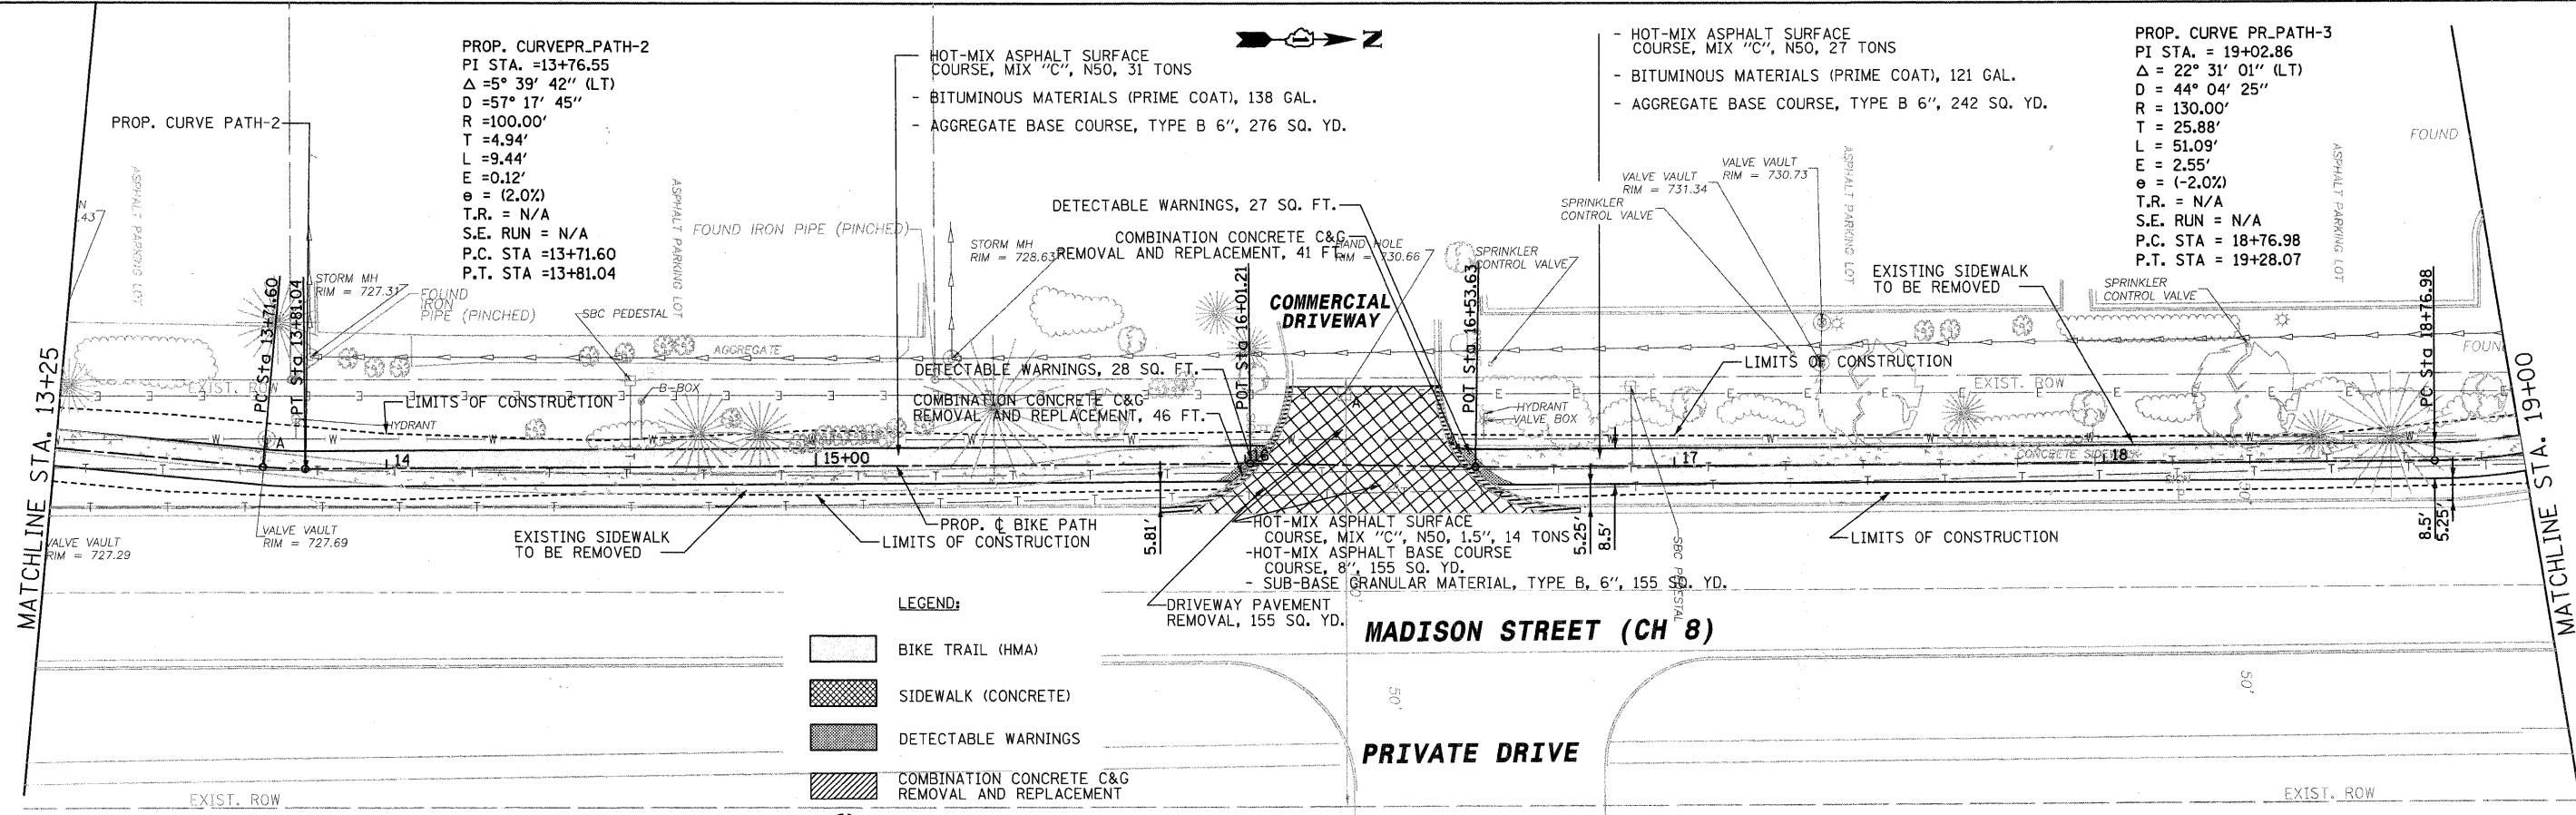 PROP. CURVE PATH-2
PROP. CURVEPR_PATH-2
PI STA. =13+76.55
Δ =5° 39' 42" (LT)
D =57° 17' 45"
R =100.00'
T =4.94'
L =9.44'
E =0.12'
e = (2.0%)
T.R. = N/A
S.E. RUN = N/A
P.C. STA =13+71.60
P.T. STA =13+81.04
- HOT-MIX ASPHALT SURFACE
COURSE, MIX "C", N50, 31 TONS
- BITUMINOUS MATERIALS (PRIME COAT), 138 GAL.
- AGGREGATE BASE COURSE, TYPE B 6", 276 SQ. YD.
N
- HOT-MIX ASPHALT SURFACE
COURSE, MIX "C", N50, 27 TONS
- BITUMINOUS MATERIALS (PRIME COAT), 121 GAL.
- AGGREGATE BASE COURSE, TYPE B 6", 242 SQ. YD.
PROP. CURVE PR_PATH-3
PI STA. = 19+02.86
Δ = 22° 31' 01" (LT)
D = 44° 04' 25"
R = 130.00'
T = 25.88'
L = 51.09'
E = 2.55'
e = (-2.0%)
T.R. = N/A
S.E. RUN = N/A
P.C. STA = 18+76.98
P.T. STA = 19+28.07
FOUND
N
.43
ASPHALT PARKING LOT
ASPHALT PARKING LOT
ASPHALT PARKING LOT
ASPHALT PARKING LOT
VALVE VAULT
RIM = 730.73
VALVE VAULT
RIM = 731.34
SPRINKLER
CONTROL VALVE
DETECTABLE WARNINGS, 27 SQ. FT.
COMBINATION CONCRETE C&G
REMOVAL AND REPLACEMENT, 41 FT.
HAND HOLE
RIM = 730.66
SPRINKLER
CONTROL VALVE
FOUND IRON PIPE (PINCHED)
STORM MH
RIM = 728.63
STORM MH
RIM = 727.31
FOUND
IRON
PIPE (PINCHED)
SBC PEDESTAL
EXISTING SIDEWALK
TO BE REMOVED
SPRINKLER
CONTROL VALVE
COMMERCIAL
DRIVEWAY
PC Sta 13+71.60
PT Sta 13+81.04
POT Sta 16+01.21
POT Sta 16+53.63
PC Sta 18+76.98
AGGREGATE
FOUN
LIMITS OF CONSTRUCTION
EXIST. ROW
EXIST. ROW
DETECTABLE WARNINGS, 28 SQ. FT.
B-BOX
LIMITS OF CONSTRUCTION
COMBINATION CONCRETE C&G
REMOVAL AND REPLACEMENT, 46 FT.
HYDRANT
HYDRANT
VALVE BOX
A
A
14
15+00
16
17
18
CONCRETE SIDEWALK
SIGN
MATCHLINE STA. 13+25
MATCHLINE STA. 19+00
VALVE VAULT
RIM = 727.29
VALVE VAULT
RIM = 727.69
EXISTING SIDEWALK
TO BE REMOVED
PROP. ℄ BIKE PATH
LIMITS OF CONSTRUCTION
5.81'
-HOT-MIX ASPHALT SURFACE
COURSE, MIX "C", N50, 1.5", 14 TONS
-HOT-MIX ASPHALT BASE COURSE
COURSE, 8", 155 SQ. YD.
- SUB-BASE GRANULAR MATERIAL, TYPE B, 6", 155 SQ. YD.
5.25'
8.5'
SBC PEDESTAL
LIMITS OF CONSTRUCTION
50'
8.5'
5.25'
DRIVEWAY PAVEMENT
REMOVAL, 155 SQ. YD.
MADISON STREET (CH 8)
LEGEND:
BIKE TRAIL (HMA)
SIDEWALK (CONCRETE)
DETECTABLE WARNINGS
COMBINATION CONCRETE C&G
REMOVAL AND REPLACEMENT
50'
50'
PRIVATE DRIVE
EXIST. ROW
EXIST. ROW